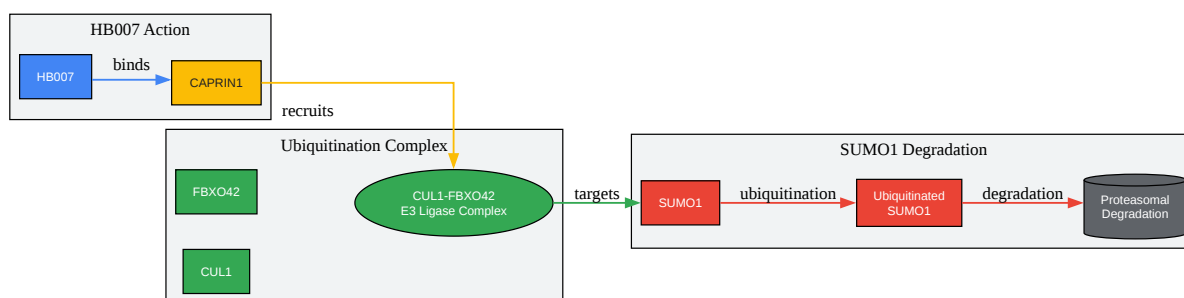 HB007 Action
HB007
binds
CAPRIN1
recruits
Ubiquitination Complex
FBXO42
CUL1
CUL1-FBXO42
E3 Ligase Complex
targets
SUMO1 Degradation
SUMO1
ubiquitination
Ubiquitinated
SUMO1
degradation
Proteasomal
Degradation